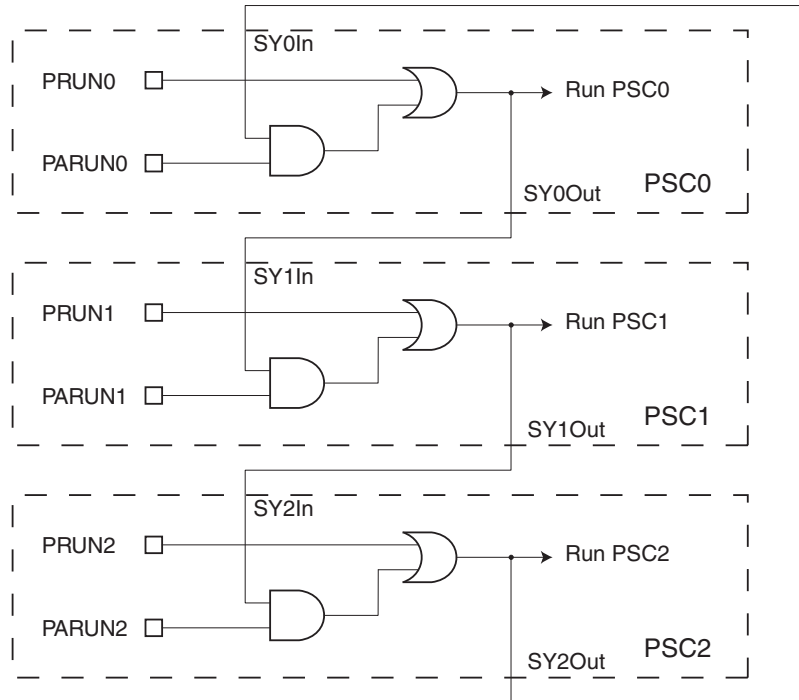 SY0In
PRUN0
Run PSC0
PARUN0
PSC0
SY0Out
SY1In
PRUN1
Run PSC1
PARUN1
PSC1
SY1Out
SY2In
PRUN2
Run PSC2
PARUN2
PSC2
SY2Out